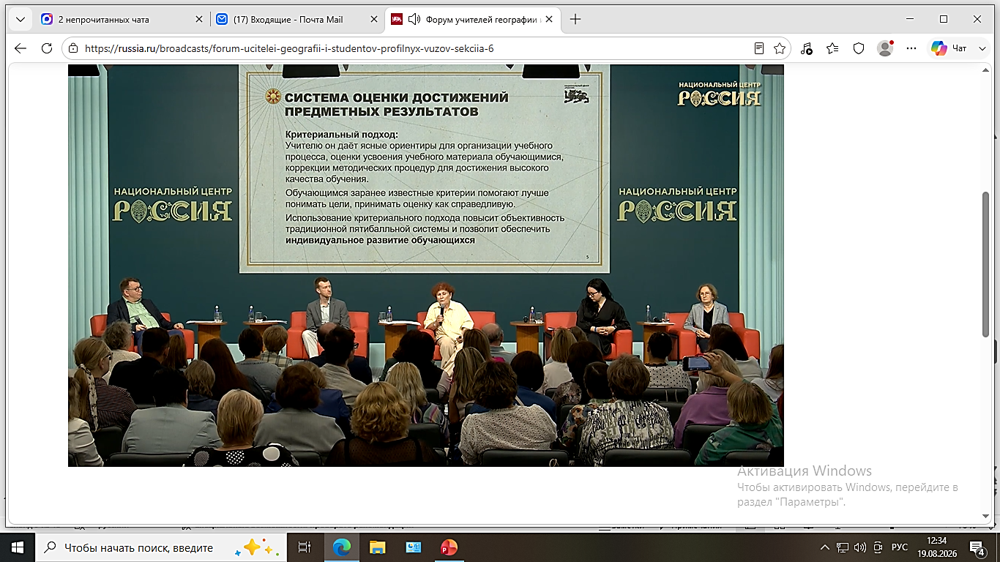 2 непрочитанных чата
(17) Входящие - Почта Mail
Форум учителей географии и
https://russia.ru/broadcasts/forum-ucitelei-geografii-i-studentov-profilnyx-vuzov-sekciia-6
Чат
СИСТЕМА ОЦЕНКИ ДОСТИЖЕНИЙ
ПРЕДМЕТНЫХ РЕЗУЛЬТАТОВ
Критериальный подход:
Учителю он даёт ясные ориентиры для организации учебного
процесса, оценки усвоения учебного материала обучающимися,
коррекции методических процедур для достижения высокого
качества обучения.
Обучающимся заранее известные критерии помогают лучше
понимать цели, принимать оценку как справедливую.
Использование критериального подхода повысит объективность
традиционной пятибалльной системы и позволит обеспечить
индивидуальное развитие обучающихся
5
НАЦИОНАЛЬНЫЙ ЦЕНТР
РОССИЯ
НАЦИОНАЛЬНЫЙ ЦЕНТР
РОССИЯ
НАЦИОНАЛЬНЫЙ ЦЕНТР
РОССИЯ
Активация Windows
Чтобы активировать Windows, перейдите в
раздел "Параметры".
Чтобы начать поиск, введите
РУС
12:34
19.08.2026
4